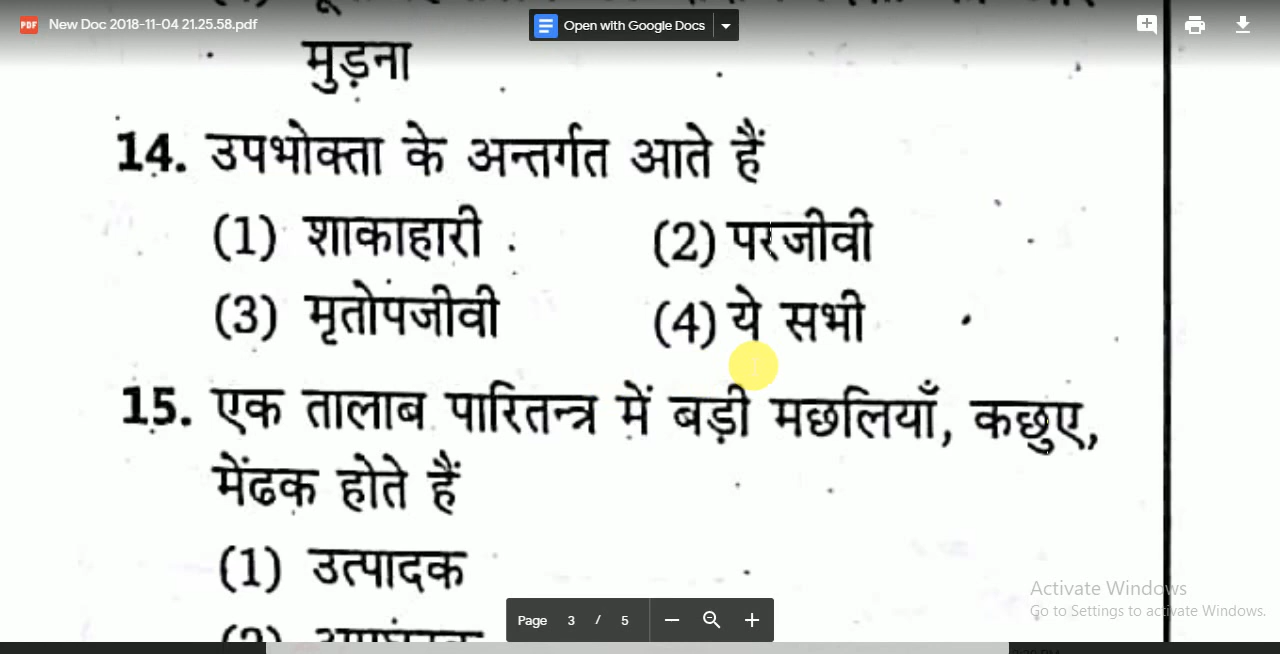 New Doc 2018-11-04 21.25.58.pdf
Open with Google Docs
मुड़ना
14. उपभोक्ता के अन्तर्गत आते हैं
(1) शाकाहारी (2) परजीवी
(3) मृतोपजीवी (4) ये सभी
15. एक तालाब पारितन्त्र में बड़ी मछलियाँ, कछुए,
मेंढक होते हैं
(1) उत्पादक
Activate Windows
Go to Settings to activate Windows.
Page 3 / 5